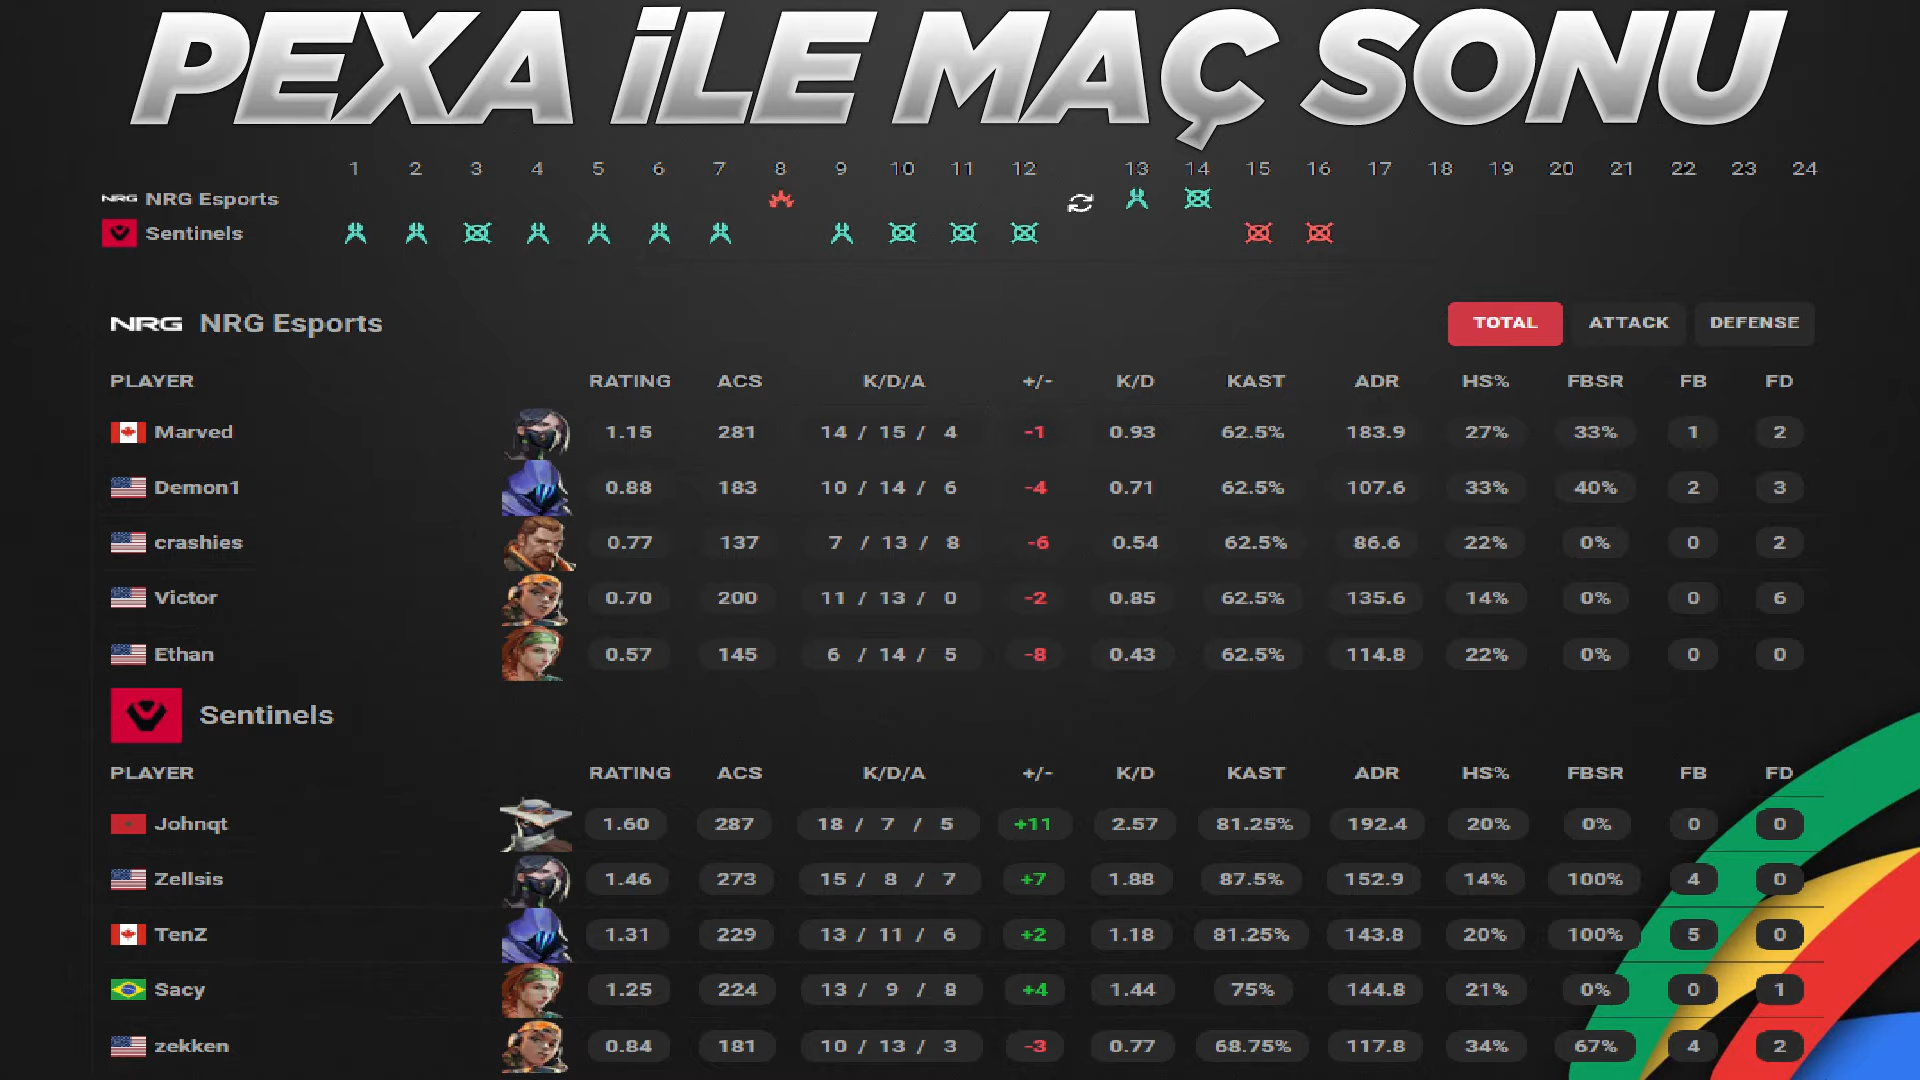 PEXA iLE MAÇ SONU
1 2 3 4 5 6 7 8 9 10 11 12 13 14 15 16 17 18 19 20 21 22 23 24
NRG NRG Esports
Sentinels
NRG NRG Esports TOTAL ATTACK DEFENSE
PLAYER RATING ACS K/D/A +/- K/D KAST ADR HS% FBSR FB FD
Marved 1.15 281 14 / 15 / 4 -1 0.93 62.5% 183.9 27% 33% 1 2
Demon1 0.88 183 10 / 14 / 6 -4 0.71 62.5% 107.6 33% 40% 2 3
crashies 0.77 137 7 / 13 / 8 -6 0.54 62.5% 86.6 22% 0% 0 2
Victor 0.70 200 11 / 13 / 0 -2 0.85 62.5% 135.6 14% 0% 0 6
Ethan 0.57 145 6 / 14 / 5 -8 0.43 62.5% 114.8 22% 0% 0 0
Sentinels
PLAYER RATING ACS K/D/A +/- K/D KAST ADR HS% FBSR FB FD
Johnqt 1.60 287 18 / 7 / 5 +11 2.57 81.25% 192.4 20% 0% 0 0
Zellsis 1.46 273 15 / 8 / 7 +7 1.88 87.5% 152.9 14% 100% 4 0
TenZ 1.31 229 13 / 11 / 6 +2 1.18 81.25% 143.8 20% 100% 5 0
Sacy 1.25 224 13 / 9 / 8 +4 1.44 75% 144.8 21% 0% 0 1
zekken 0.84 181 10 / 13 / 3 -3 0.77 68.75% 117.8 34% 67% 4 2